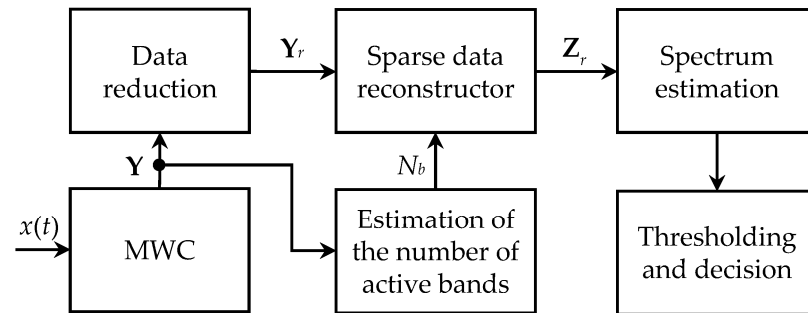 Data
reduction
Y_r
Sparse data
reconstructor
Z_r
Spectrum
estimation
Y
N_b
x(t)
MWC
Estimation of
the number of
active bands
Thresholding
and decision